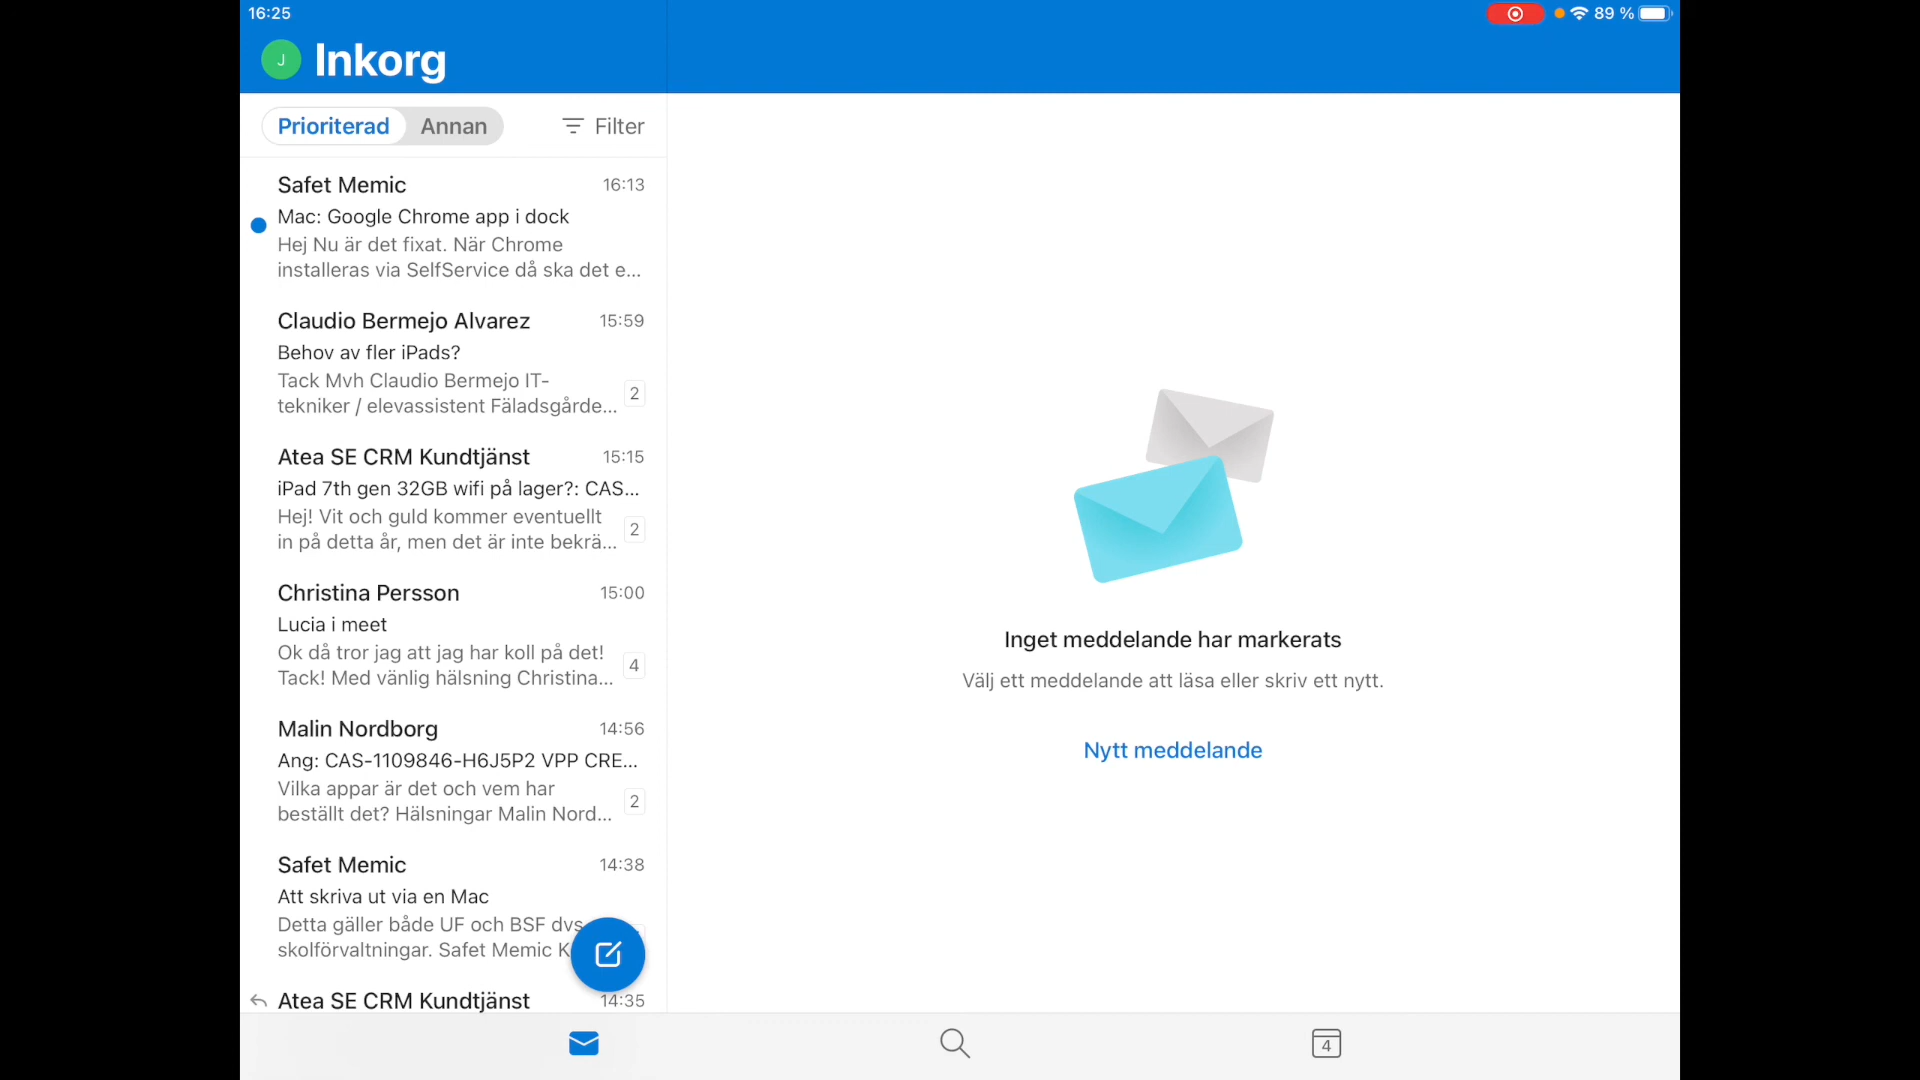 16:25
89 %
J
Inkorg
Prioriterad
Annan
Filter
Safet Memic
16:13
Mac: Google Chrome app i dock
Hej Nu är det fixat. När Chrome
installeras via SelfService då ska det e...
Claudio Bermejo Alvarez
15:59
Behov av fler iPads?
Tack Mvh Claudio Bermejo IT-
tekniker / elevassistent Fäladsgårde...
2
Atea SE CRM Kundtjänst
15:15
iPad 7th gen 32GB wifi på lager?: CAS...
Hej! Vit och guld kommer eventuellt
in på detta år, men det är inte bekrä...
2
Christina Persson
15:00
Lucia i meet
Ok då tror jag att jag har koll på det!
Tack! Med vänlig hälsning Christina...
4
Malin Nordborg
14:56
Ang: CAS-1109846-H6J5P2 VPP CRE...
Vilka appar är det och vem har
beställt det? Hälsningar Malin Nord...
2
Safet Memic
14:38
Att skriva ut via en Mac
Detta gäller både UF och BSF dvs
skolförvaltningar. Safet Memic K
Atea SE CRM Kundtjänst
14:35
Inget meddelande har markerats
Välj ett meddelande att läsa eller skriv ett nytt.
Nytt meddelande
4